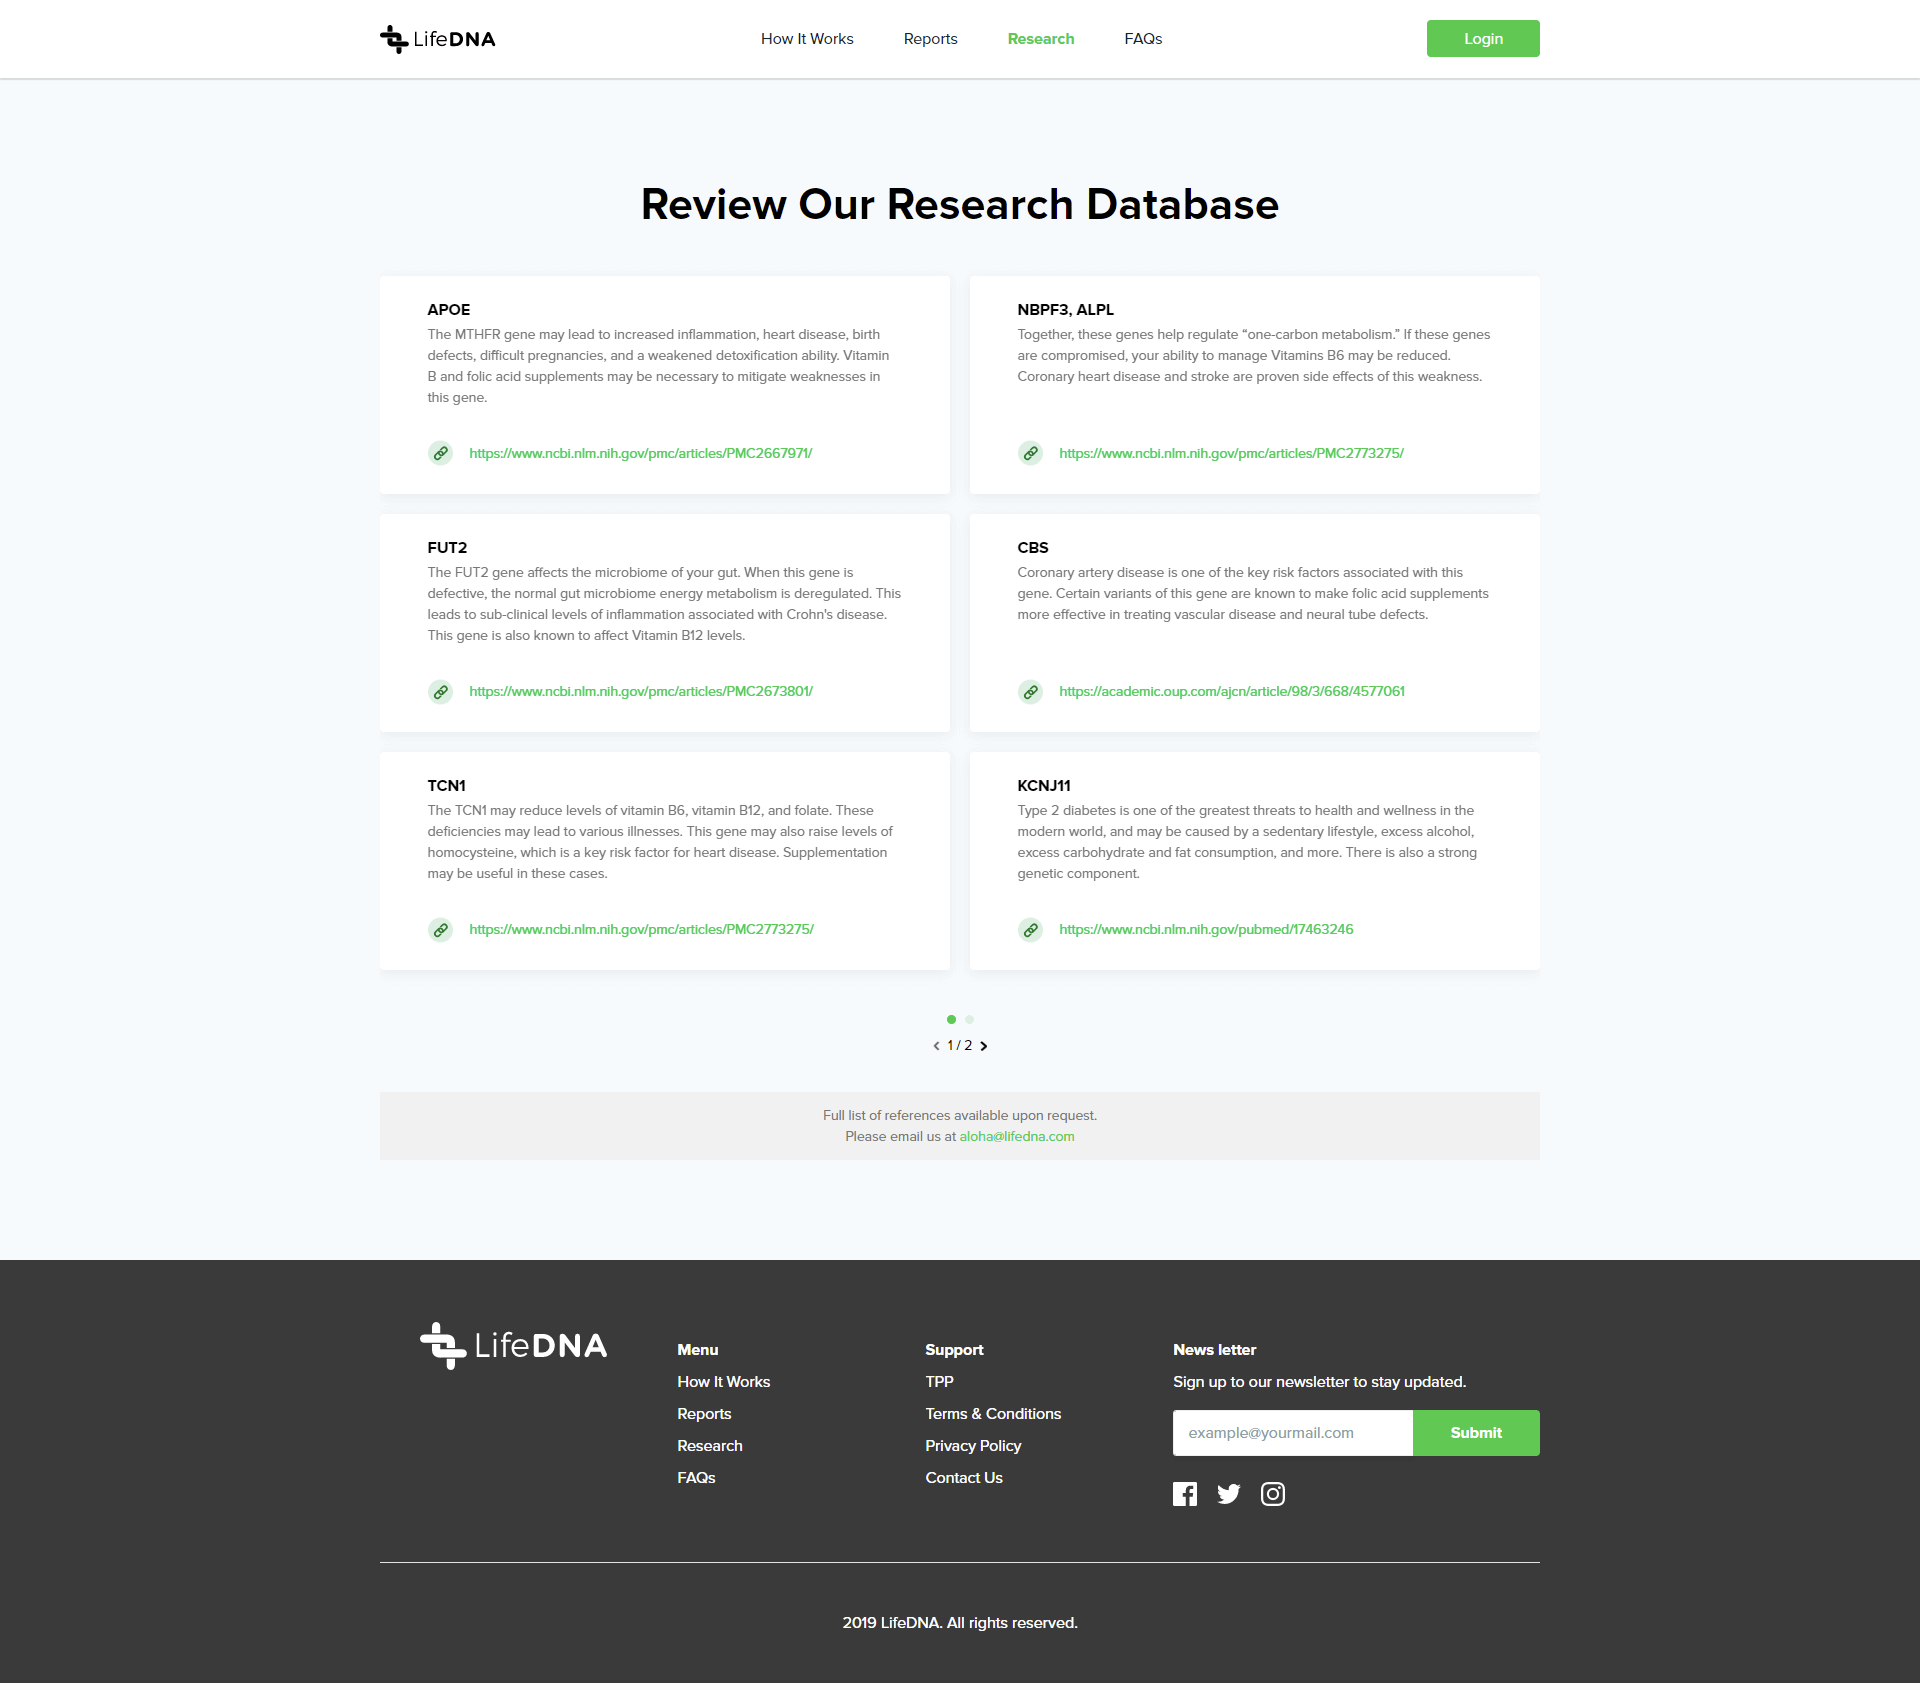 LifeDNA
How It Works
Reports
Research
FAQs
Login
Review Our Research Database
APOE
The MTHFR gene may lead to increased inflammation, heart disease, birth
defects, difficult pregnancies, and a weakened detoxification ability. Vitamin
B and folic acid supplements may be necessary to mitigate weaknesses in
this gene.
https://www.ncbi.nlm.nih.gov/pmc/articles/PMC2667971/
NBPF3, ALPL
Together, these genes help regulate “one-carbon metabolism.” If these genes
are compromised, your ability to manage Vitamins B6 may be reduced.
Coronary heart disease and stroke are proven side effects of this weakness.
https://www.ncbi.nlm.nih.gov/pmc/articles/PMC2773275/
FUT2
The FUT2 gene affects the microbiome of your gut. When this gene is
defective, the normal gut microbiome energy metabolism is deregulated. This
leads to sub-clinical levels of inflammation associated with Crohn's disease.
This gene is also known to affect Vitamin B12 levels.
https://www.ncbi.nlm.nih.gov/pmc/articles/PMC2673801/
CBS
Coronary artery disease is one of the key risk factors associated with this
gene. Certain variants of this gene are known to make folic acid supplements
more effective in treating vascular disease and neural tube defects.
https://academic.oup.com/ajcn/article/98/3/668/4577061
TCN1
The TCN1 may reduce levels of vitamin B6, vitamin B12, and folate. These
deficiencies may lead to various illnesses. This gene may also raise levels of
homocysteine, which is a key risk factor for heart disease. Supplementation
may be useful in these cases.
https://www.ncbi.nlm.nih.gov/pmc/articles/PMC2773275/
KCNJ11
Type 2 diabetes is one of the greatest threats to health and wellness in the
modern world, and may be caused by a sedentary lifestyle, excess alcohol,
excess carbohydrate and fat consumption, and more. There is also a strong
genetic component.
https://www.ncbi.nlm.nih.gov/pubmed/17463246
1 / 2
Full list of references available upon request.
Please email us at aloha@lifedna.com
LifeDNA
Menu
How It Works
Reports
Research
FAQs
Support
TPP
Terms & Conditions
Privacy Policy
Contact Us
News letter
Sign up to our newsletter to stay updated.
example@yourmail.com
Submit
2019 LifeDNA. All rights reserved.